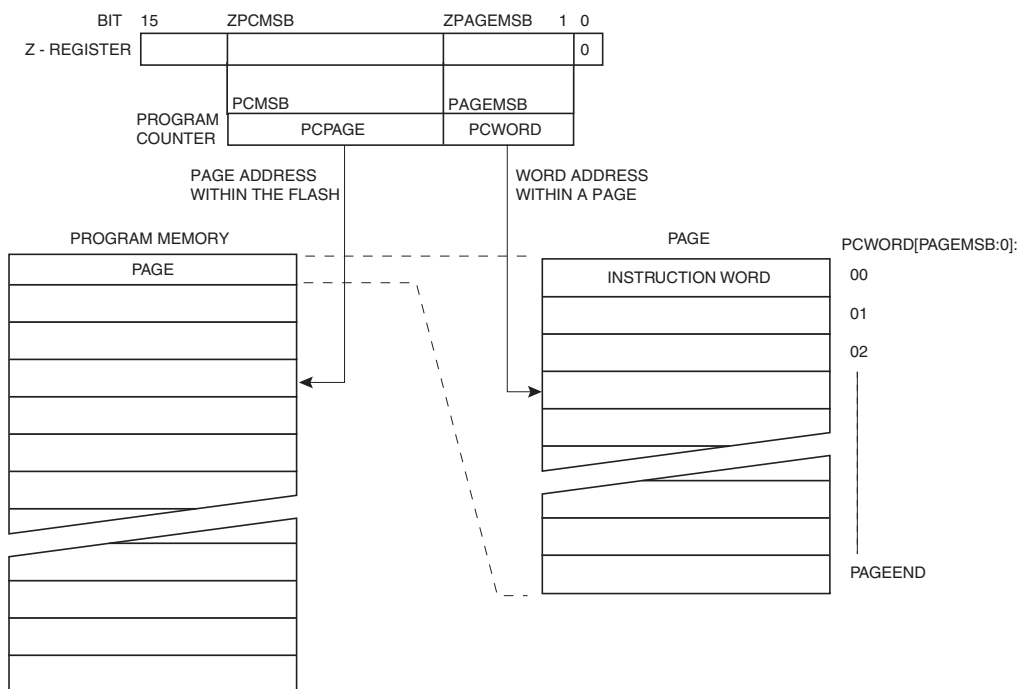 BIT 15 ZPCMSB ZPAGEMSB 1 0
Z - REGISTER 0
PCMSB PAGEMSB
PROGRAM
COUNTER
PCPAGE PCWORD
PAGE ADDRESS
WITHIN THE FLASH
WORD ADDRESS
WITHIN A PAGE
PROGRAM MEMORY
PAGE
PAGE
PCWORD[PAGEMSB:0]:
INSTRUCTION WORD
00
01
02
PAGEEND